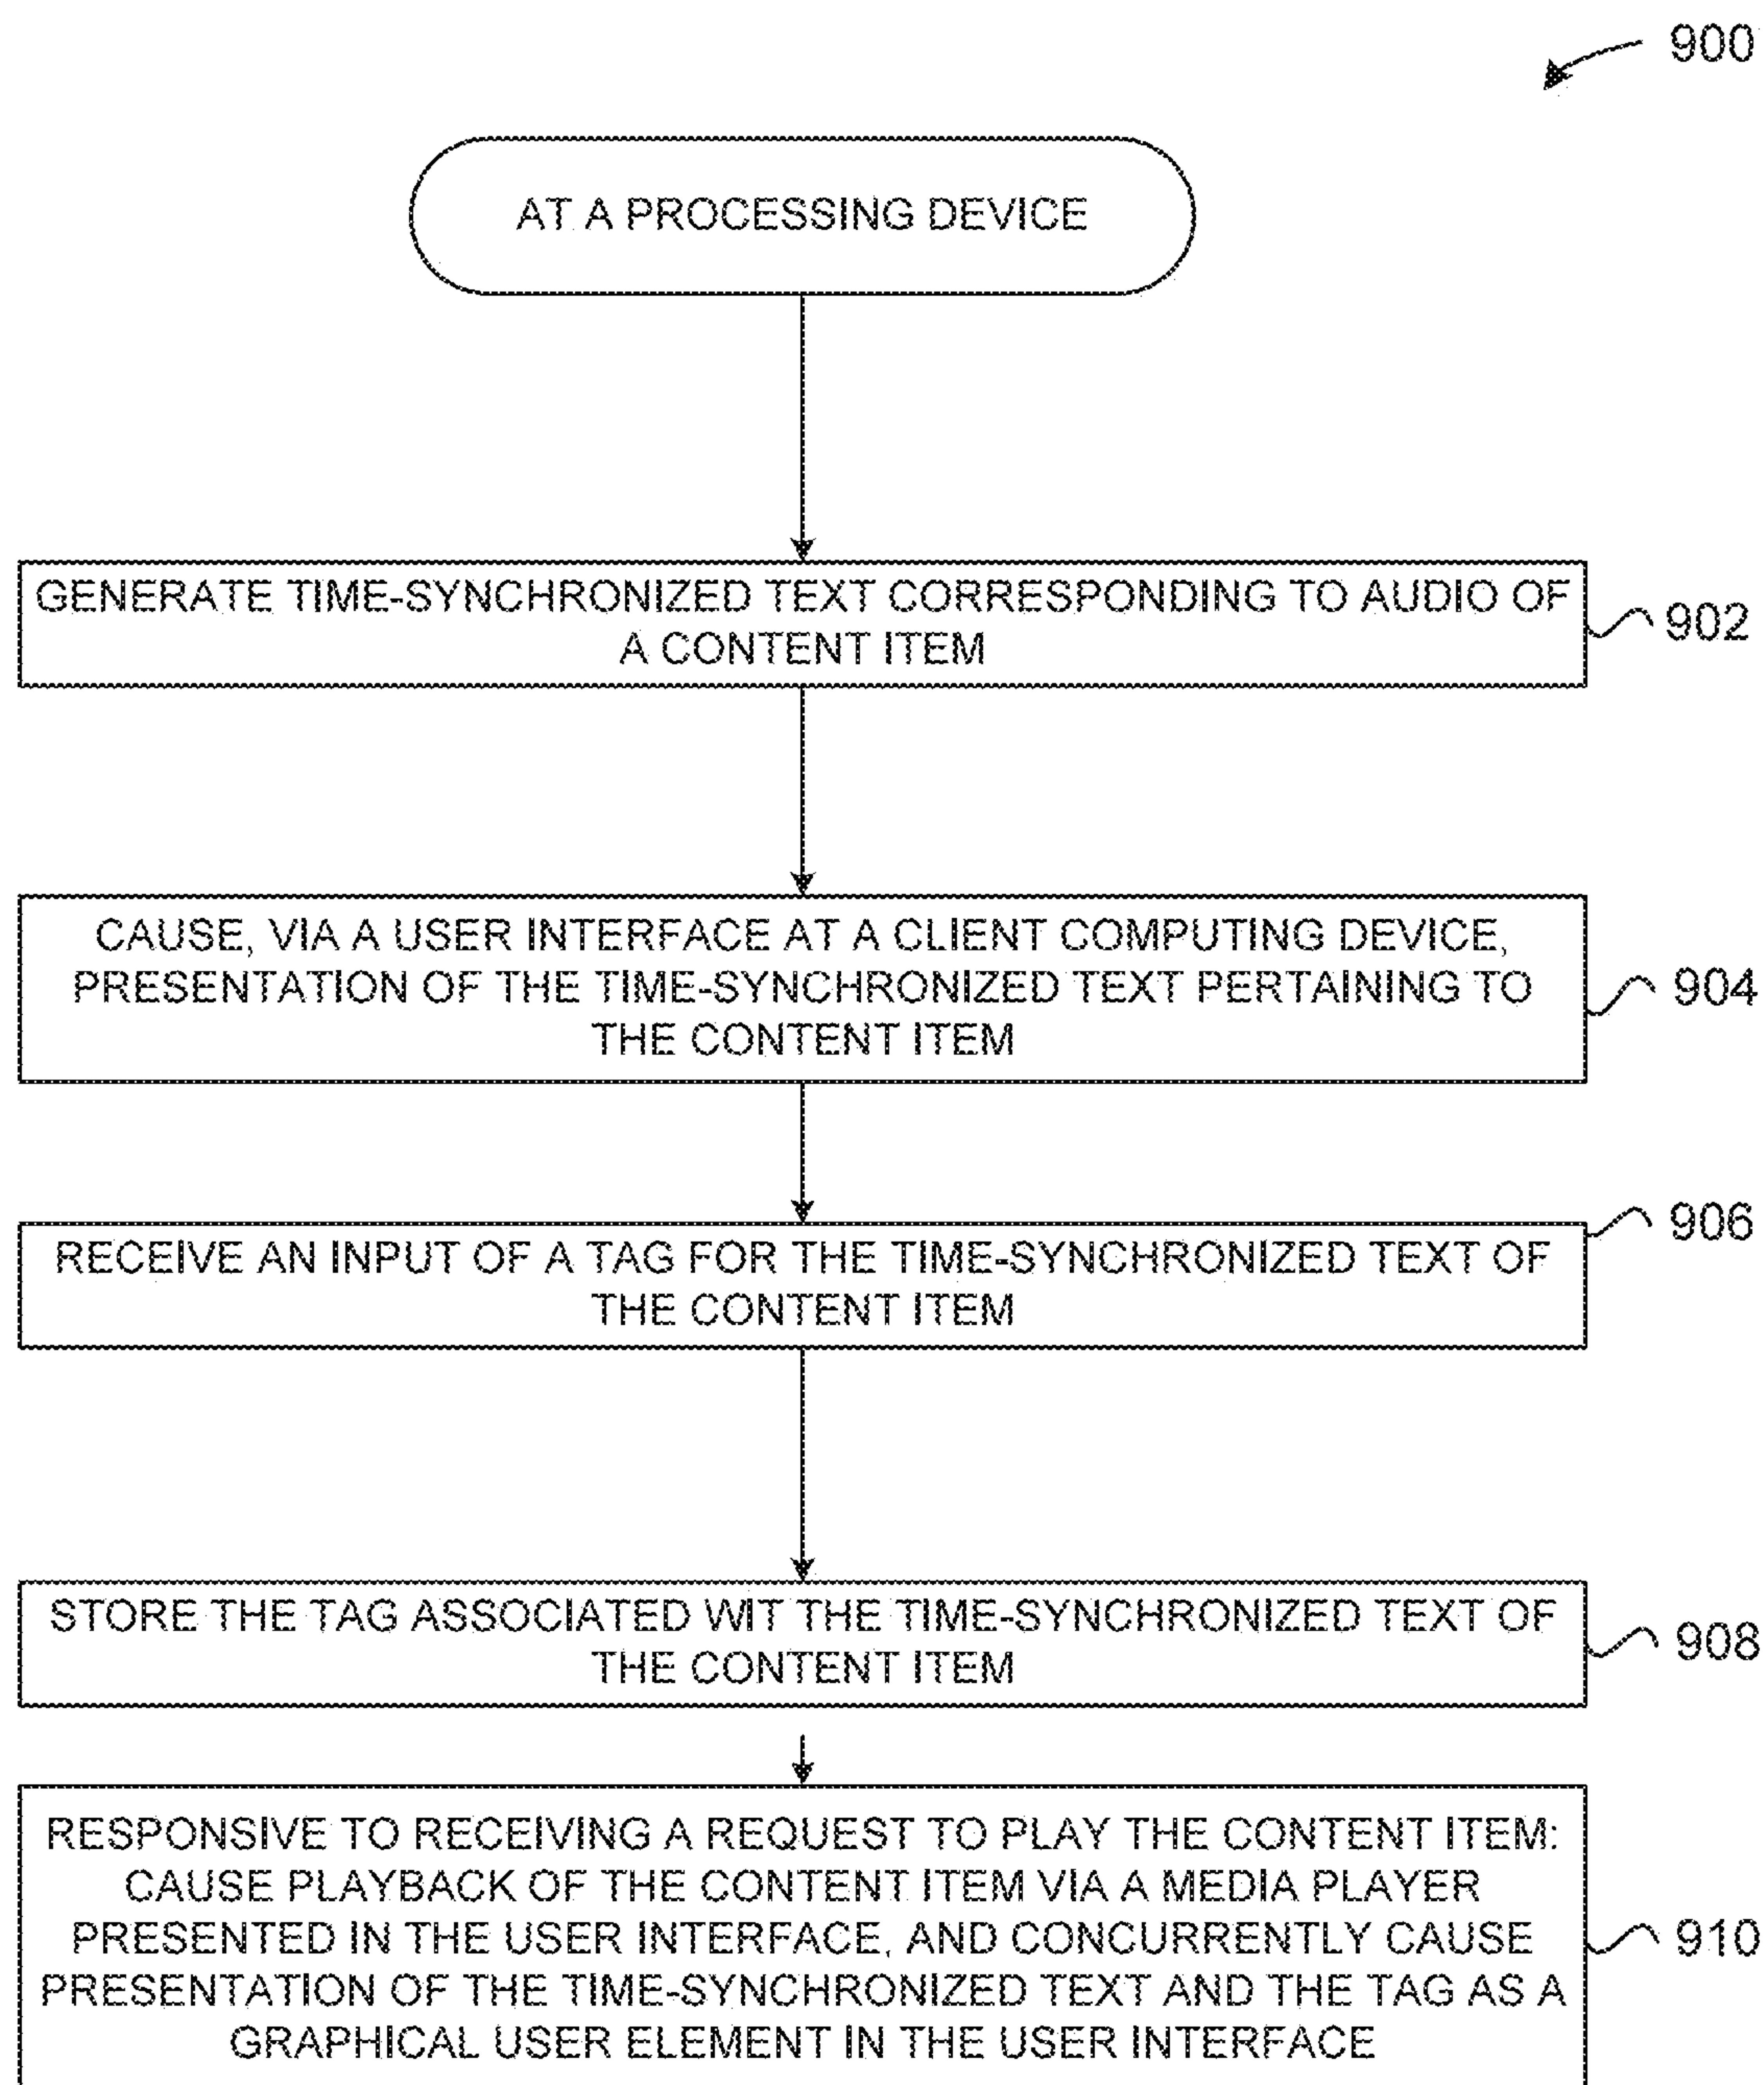 900
AT A PROCESSING DEVICE
GENERATE TIME-SYNCHRONIZED TEXT CORRESPONDING TO AUDIO OF
A CONTENT ITEM
902
CAUSE, VIA A USER INTERFACE AT A CLIENT COMPUTING DEVICE,
PRESENTATION OF THE TIME-SYNCHRONIZED TEXT PERTAINING TO
THE CONTENT ITEM
904
RECEIVE AN INPUT OF A TAG FOR THE TIME-SYNCHRONIZED TEXT OF
THE CONTENT ITEM
906
STORE THE TAG ASSOCIATED WIT THE TIME-SYNCHRONIZED TEXT OF
THE CONTENT ITEM
908
RESPONSIVE TO RECEIVING A REQUEST TO PLAY THE CONTENT ITEM:
CAUSE PLAYBACK OF THE CONTENT ITEM VIA A MEDIA PLAYER
PRESENTED IN THE USER INTERFACE, AND CONCURRENTLY CAUSE
PRESENTATION OF THE TIME-SYNCHRONIZED TEXT AND THE TAG AS A
GRAPHICAL USER ELEMENT IN THE USER INTERFACE
910